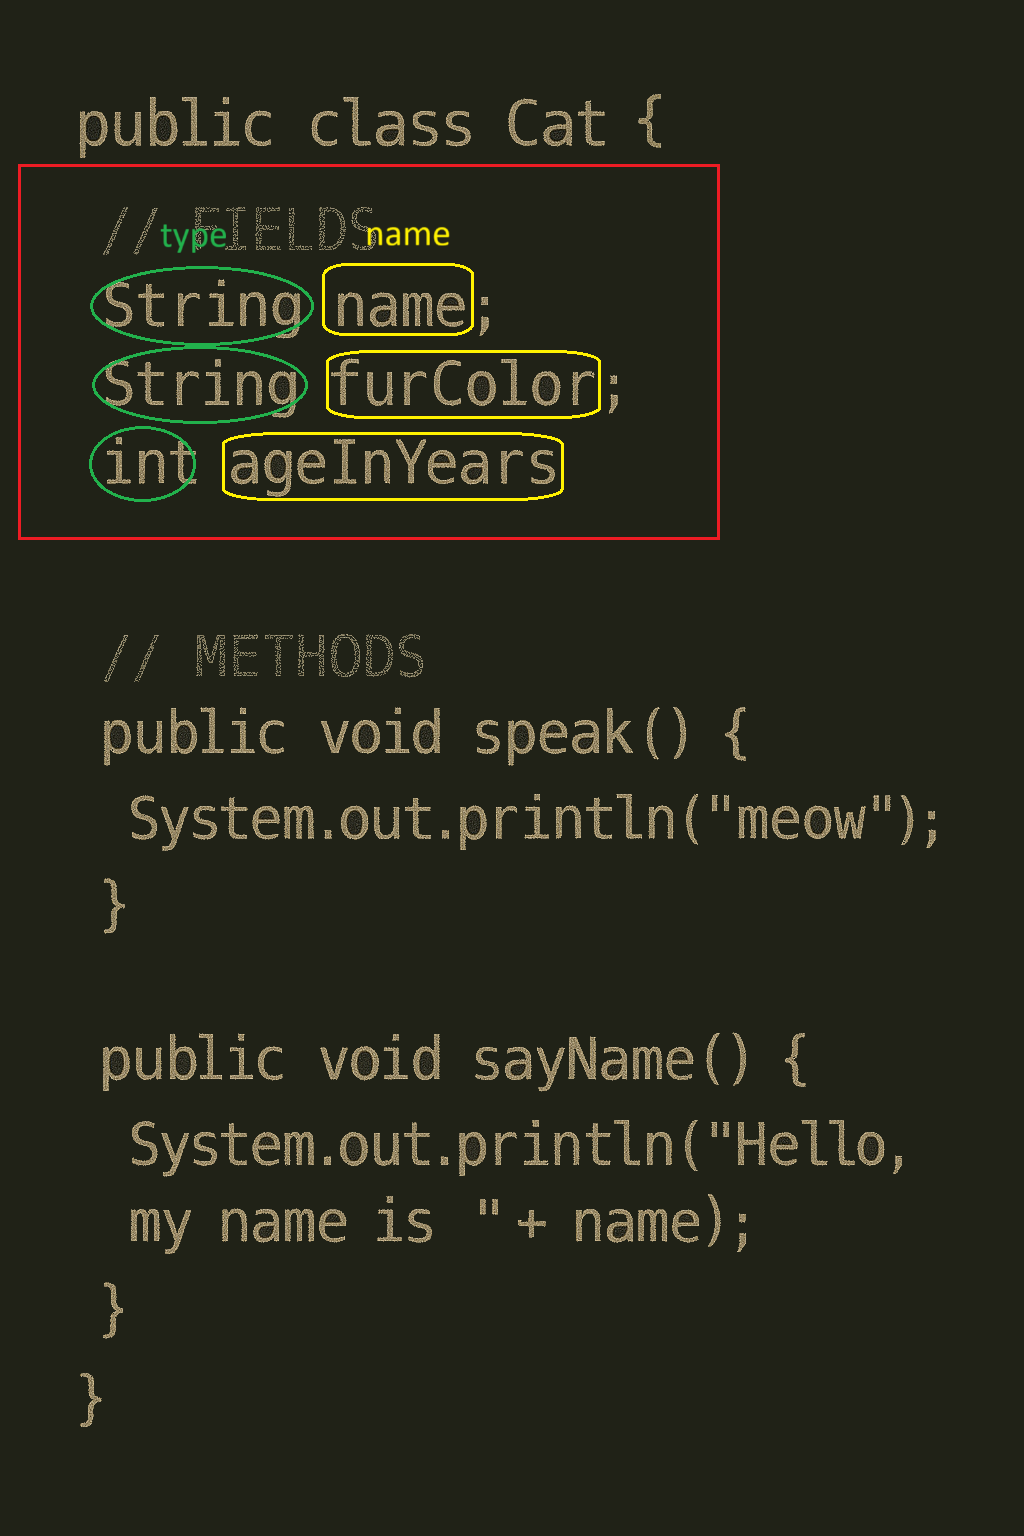 public class Cat {
// FIELDS
type name
String name;
String furColor;
int ageInYears
// METHODS
public void speak() {
System.out.println("meow");
}
public void sayName() {
System.out.println("Hello,
my name is "+ name);
}
}